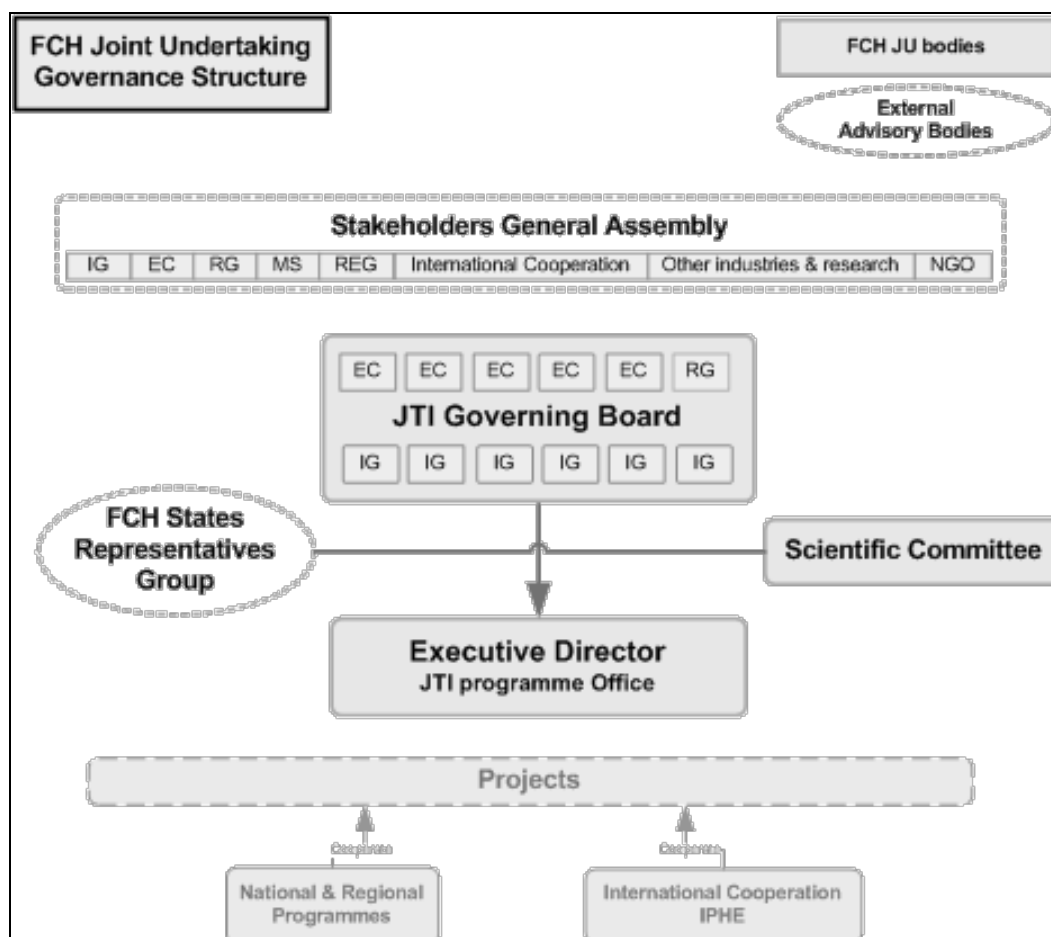 FCH Joint Undertaking
Governance Structure
FCH JU bodies
External
Advisory Bodies
Stakeholders General Assembly
IG EC RG MS REG International Cooperation Other industries & research NGO
EC EC EC EC EC RG
JTI Governing Board
IG IG IG IG IG IG
FCH States
Representatives
Group
Scientific Committee
Executive Director
JTI programme Office
Projects
Cooperate Cooperate
National & Regional
Programmes
International Cooperation
IPHE